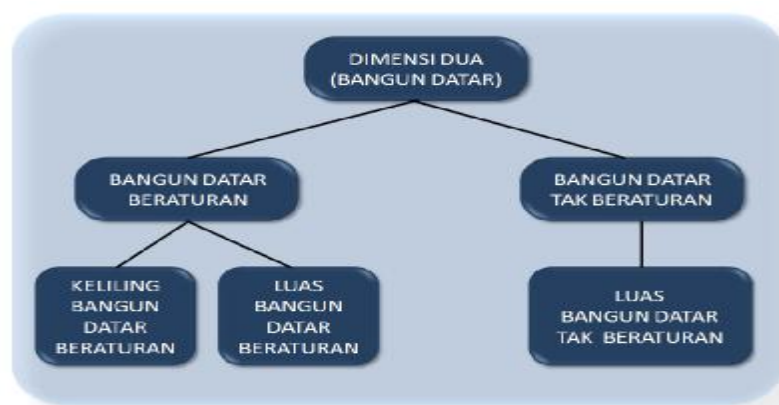 DIMENSI DUA
(BANGUN DATAR)
BANGUN DATAR
BERATURAN
BANGUN DATAR
TAK BERATURAN
KELILING
BANGUN
DATAR
BERATURAN
LUAS
BANGUN
DATAR
BERATURAN
LUAS
BANGUN DATAR
TAK BERATURAN